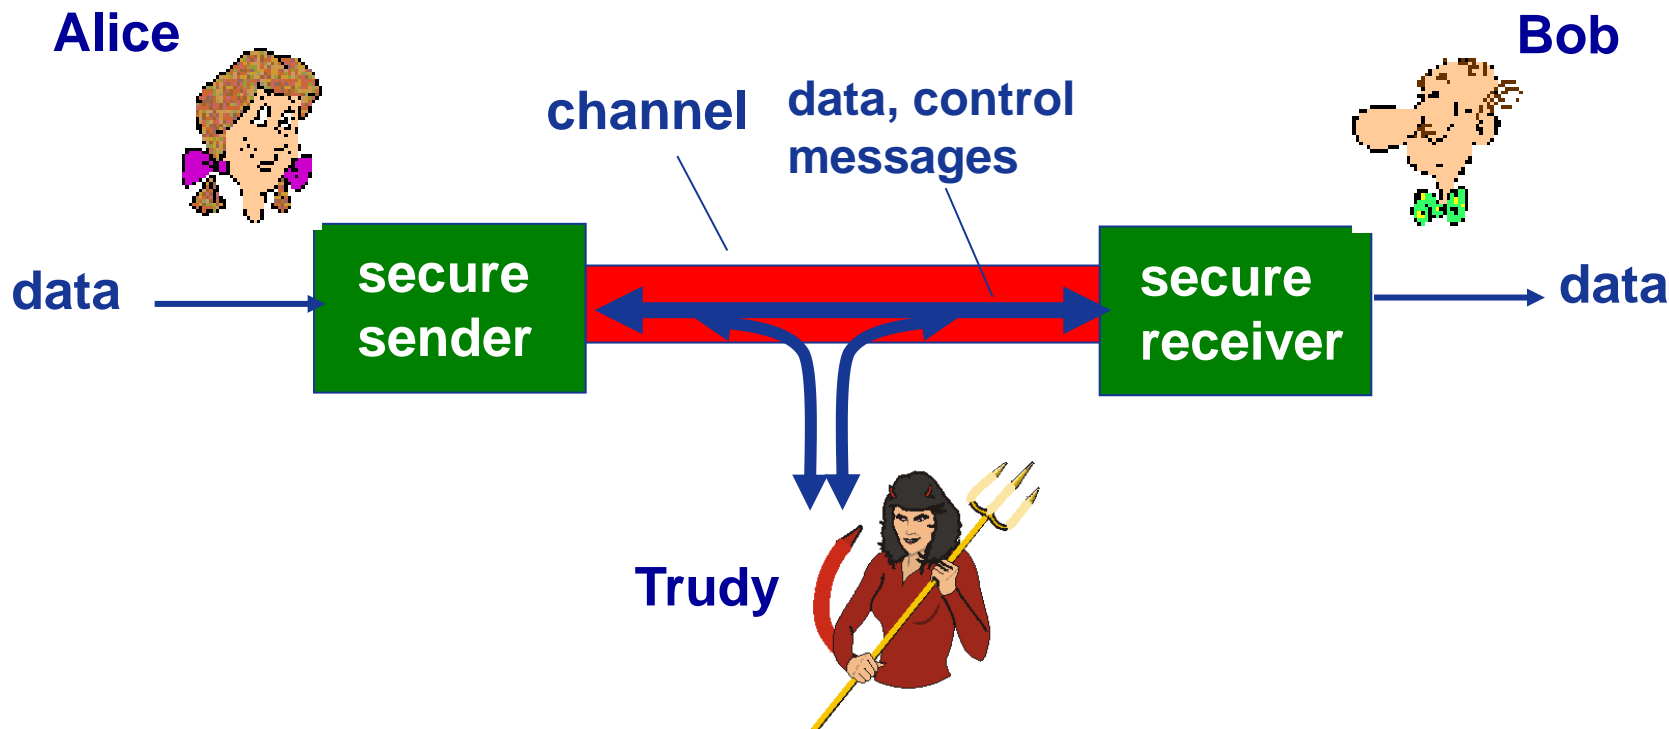 Alice
Bob
channel
data, control
messages
data
secure
sender
secure
receiver
data
Trudy